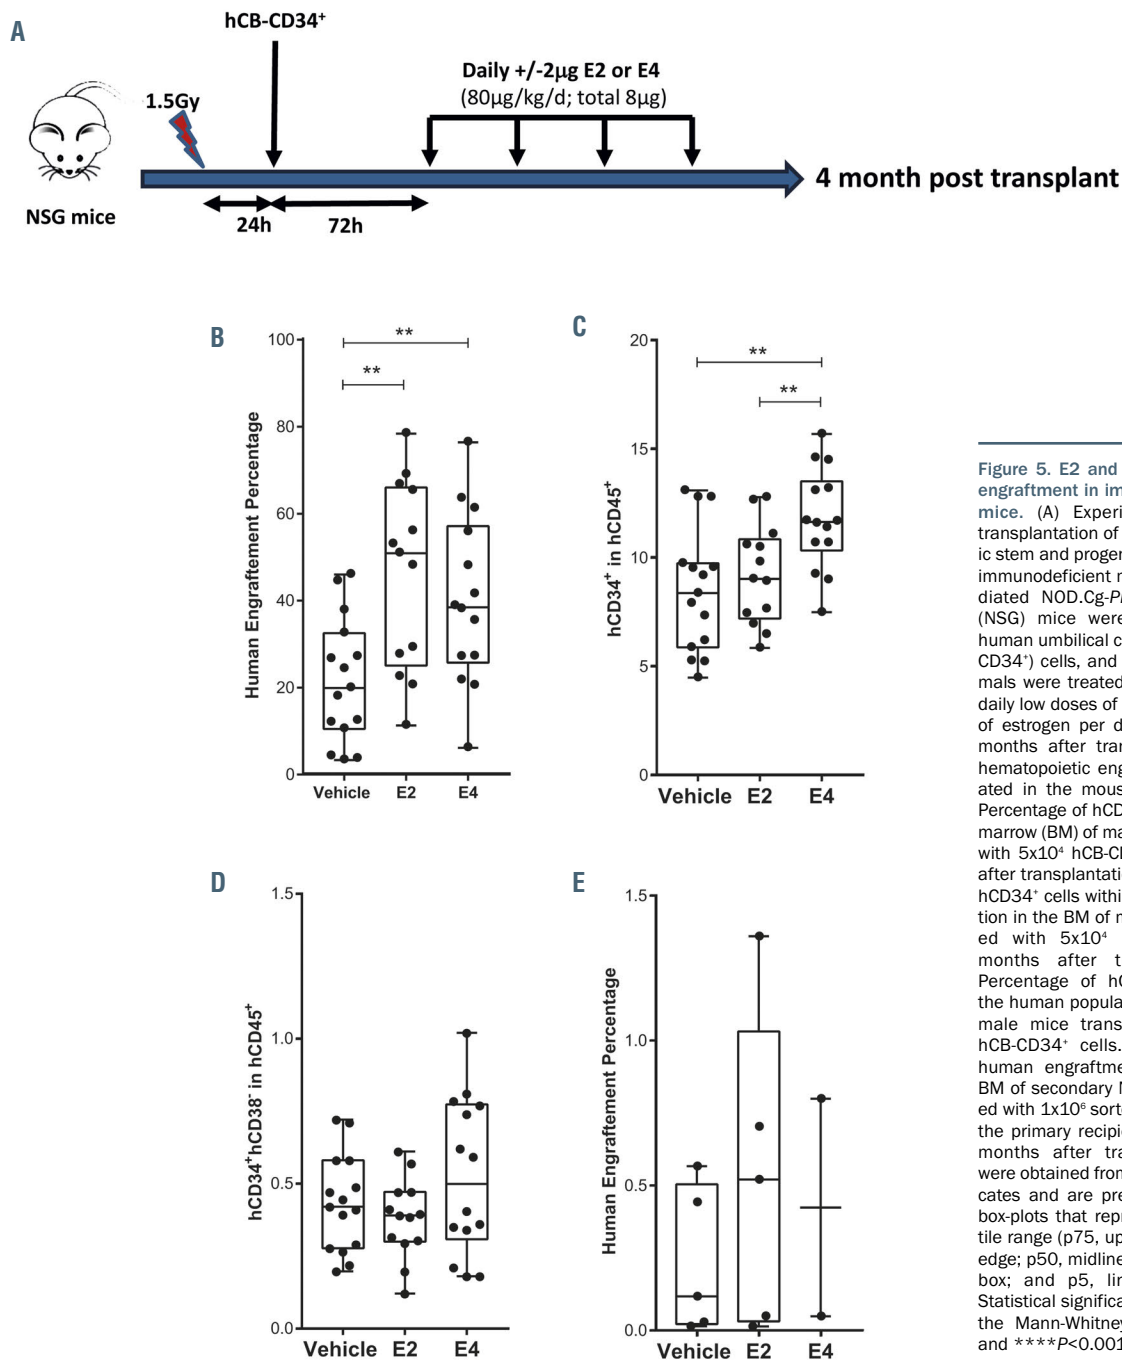 A
hCB-CD34⁺
1.5Gy
Daily +/-2µg E2 or E4
(80µg/kg/d; total 8µg)
4 month post transplant
NSG mice
24h
72h
B
Human Engraftement Percentage
100
80
60
40
20
0
**
**
Vehicle E2 E4
C
hCD34⁺ in hCD45⁺
20
15
10
5
0
**
**
Vehicle E2 E4
D
hCD34⁺hCD38⁻ in hCD45⁺
1.5
1.0
0.5
0.0
Vehicle E2 E4
E
Human Engraftement Percentage
1.5
1.0
0.5
0.0
Vehicle E2 E4
Figure 5. E2 and
engraftment in im
mice. (A) Experi
transplantation of
ic stem and proger
immunodeficient n
diated NOD.Cg-P
(NSG) mice were
human umbilical c
CD34⁺) cells, and
mals were treated
daily low doses of
of estrogen per d
months after tran
hematopoietic eng
ated in the mous
Percentage of hCD
marrow (BM) of ma
with 5x10⁴ hCB-C
after transplantatio
hCD34⁺ cells within
tion in the BM of n
ed with 5x10⁴
months after t
Percentage of hC
the human popula
male mice trans
hCB-CD34⁺ cells.
human engraftme
BM of secondary N
ed with 1x10⁶ sort
the primary recipi
months after tra
were obtained from
cates and are pre
box-plots that repr
tile range (p75, up
edge; p50, midline
box; and p5, lin
Statistical significa
the Mann-Whitney
and ****P<0.001